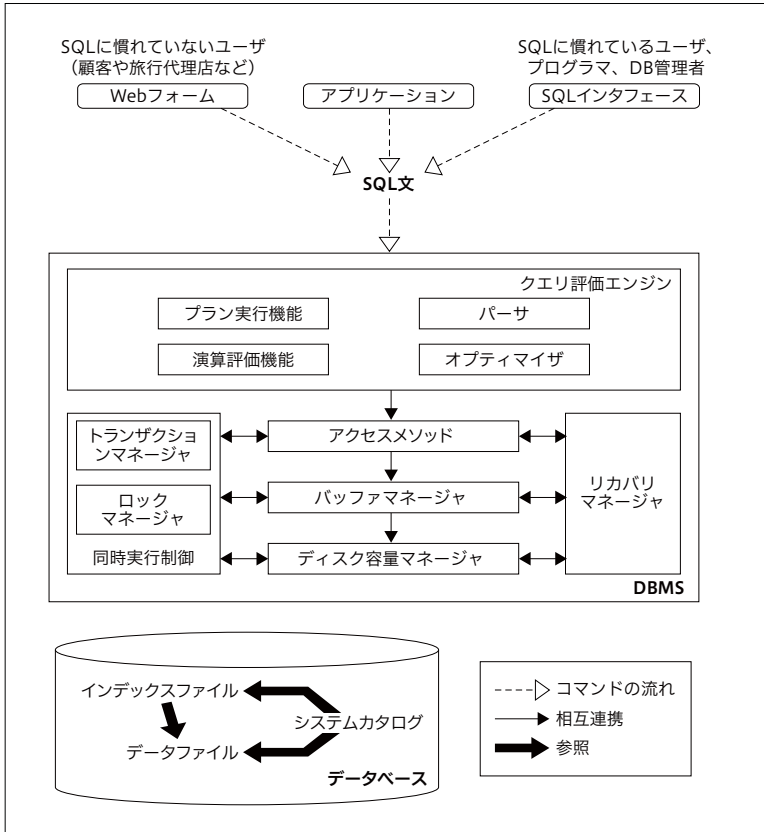 SQLに慣れていないユーザ
（顧客や旅行代理店など）
Webフォーム
アプリケーション
SQLに慣れているユーザ、
プログラマ、DB管理者
SQLインタフェース
SQL文
クエリ評価エンジン
プラン実行機能
パーサ
演算評価機能
オプティマイザ
トランザクショ
ンマネージャ
アクセスメソッド
リカバリ
マネージャ
ロック
マネージャ
バッファマネージャ
同時実行制御
ディスク容量マネージャ
DBMS
インデックスファイル
システムカタログ
データファイル
データベース
コマンドの流れ
相互連携
参照